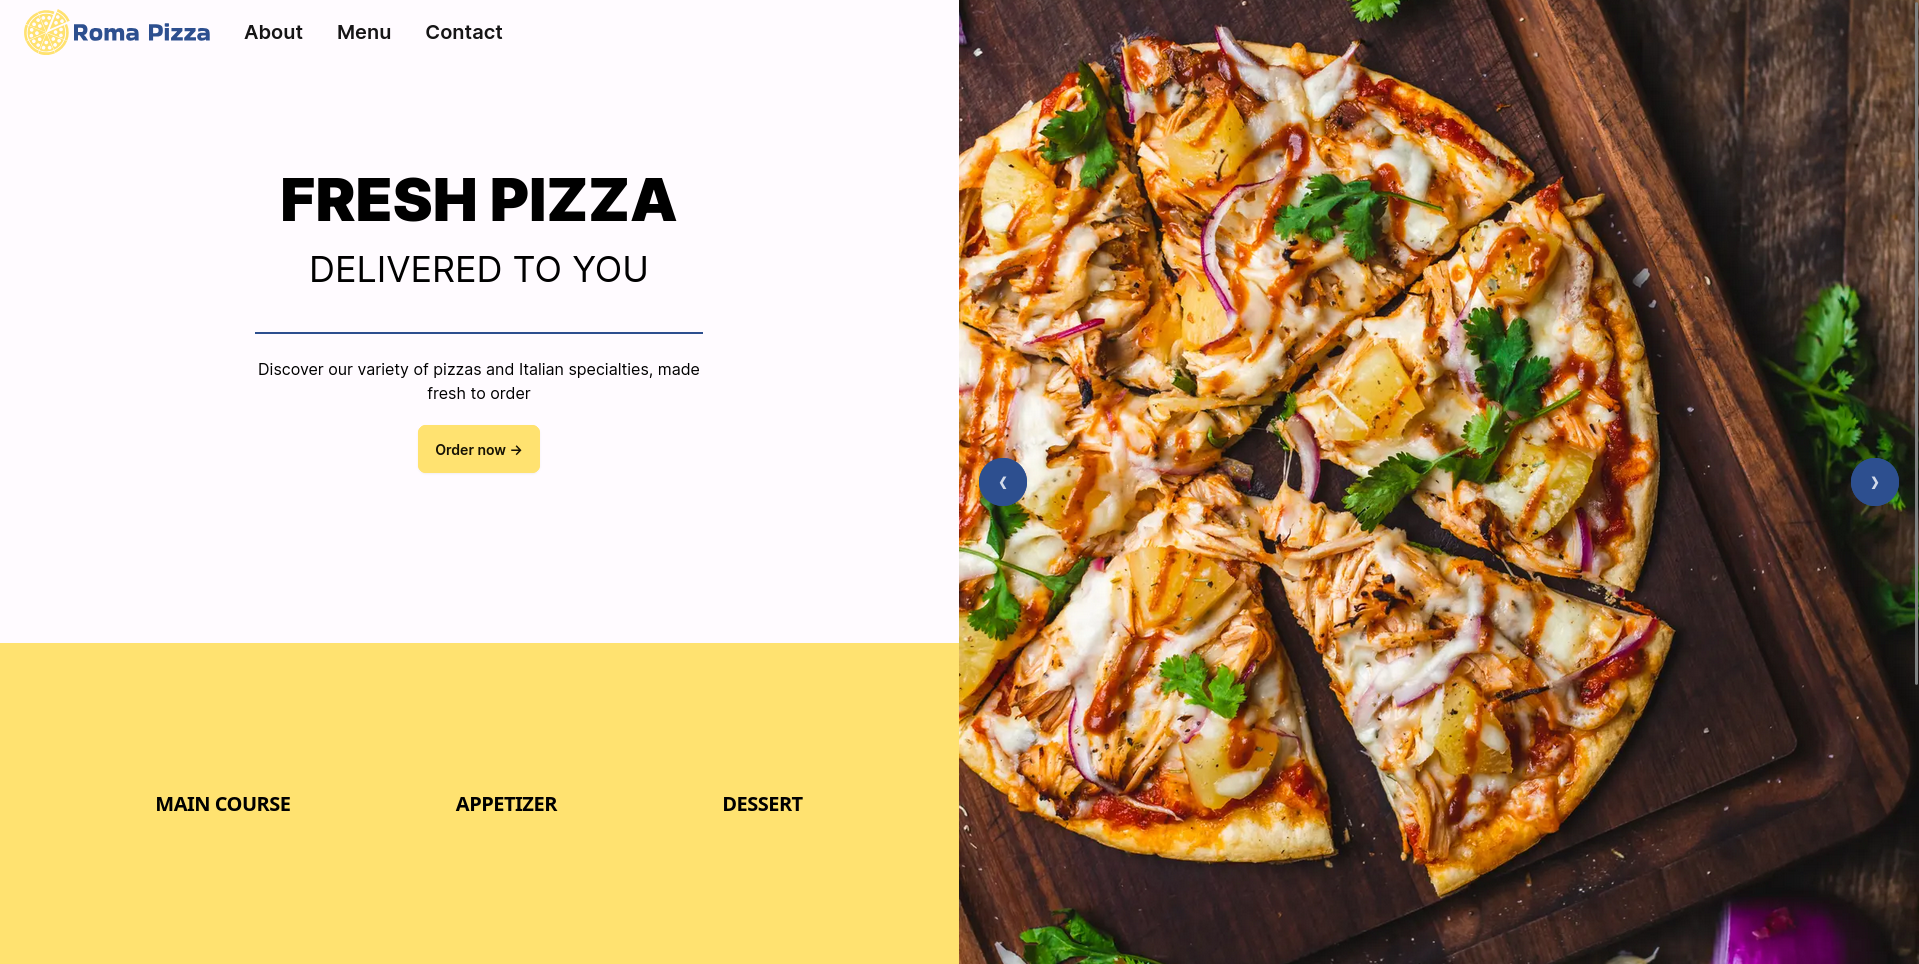 Roma Pizza
About
Menu
Contact
FRESH PIZZA
DELIVERED TO YOU
Discover our variety of pizzas and Italian specialties, made
fresh to order
Order now →
❮
❯
MAIN COURSE
APPETIZER
DESSERT